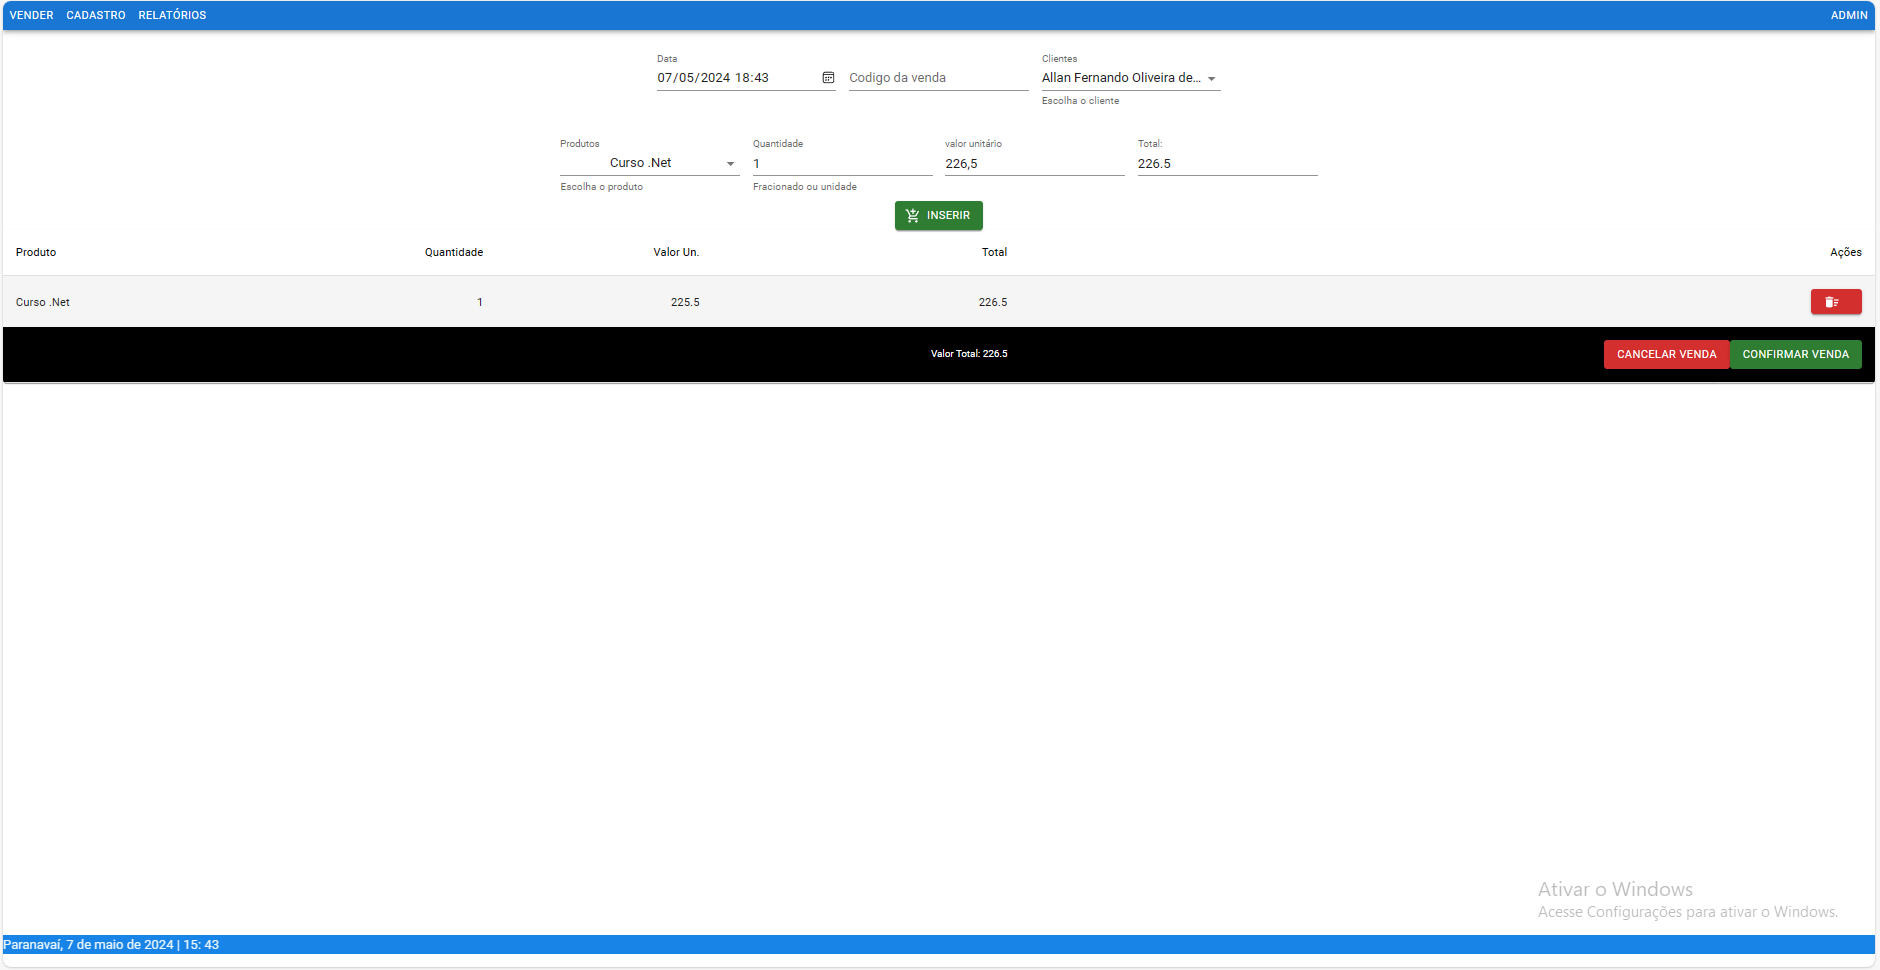 VENDER CADASTRO RELATÓRIOS ADMIN
Data Clientes
07/05/2024 18:43 Codigo da venda Allan Fernando Oliveira de...
Escolha o cliente
Produtos Quantidade valor unitário Total:
Curso .Net 1 226,5 226.5
Escolha o produto Fracionado ou unidade
INSERIR
Produto Quantidade Valor Un. Total Ações
Curso .Net 1 225.5 226.5
Valor Total: 226.5 CANCELAR VENDA CONFIRMAR VENDA
Ativar o Windows
Acesse Configurações para ativar o Windows.
Paranavaí, 7 de maio de 2024 | 15: 43